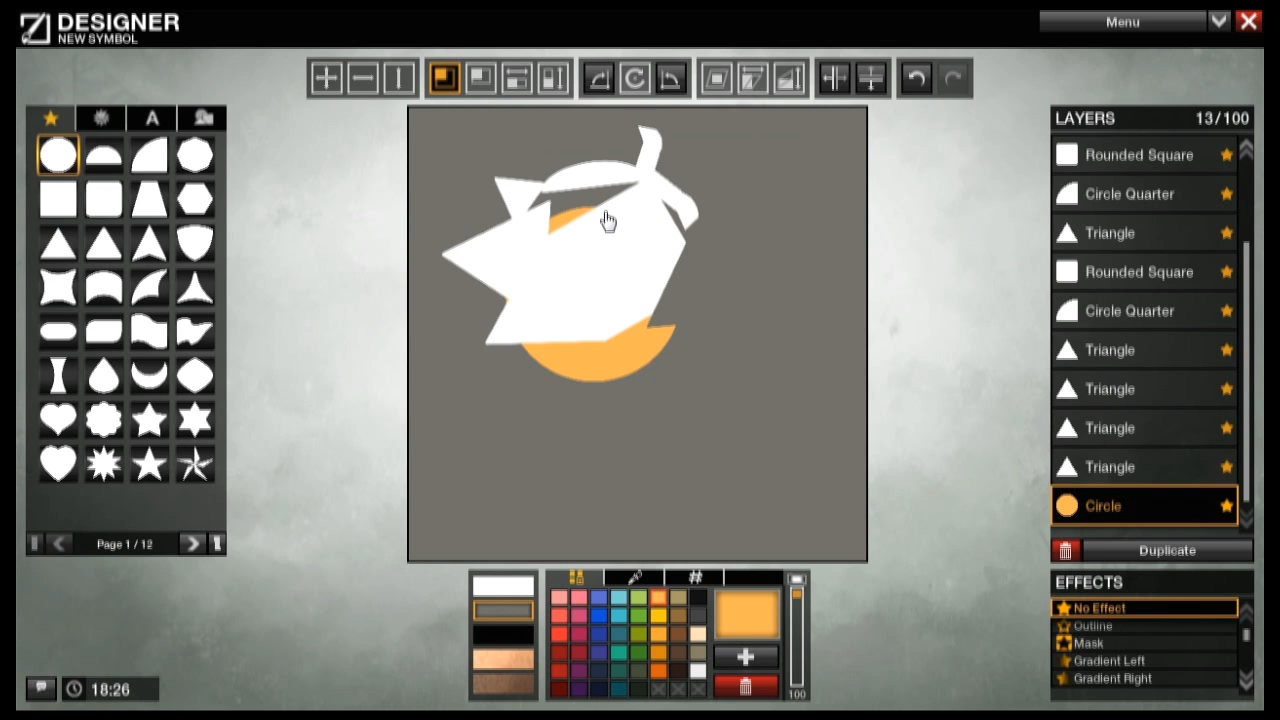 DESIGNER
NEW SYMBOL
Menu
A
LAYERS 13/100
Rounded Square
Circle Quarter
Triangle
Rounded Square
Circle Quarter
Triangle
Triangle
Triangle
Triangle
Circle
Duplicate
Page 1 / 12
#
EFFECTS
No Effect
Outline
Mask
Gradient Left
Gradient Right
100
18:26